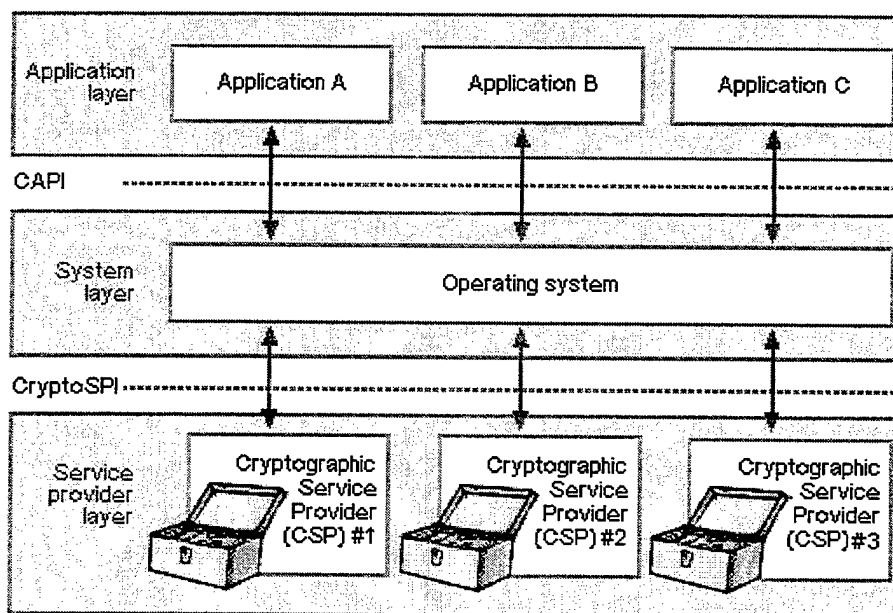 Application
layer
Application A
Application B
Application C
CAPI
System
layer
Operating system
CryptoSPI
Service
provider
layer
Cryptographic
Service
Provider
(CSP) #1
Cryptographic
Service
Provider
(CSP) #2
Cryptographic
Service
Provider
(CSP) #3